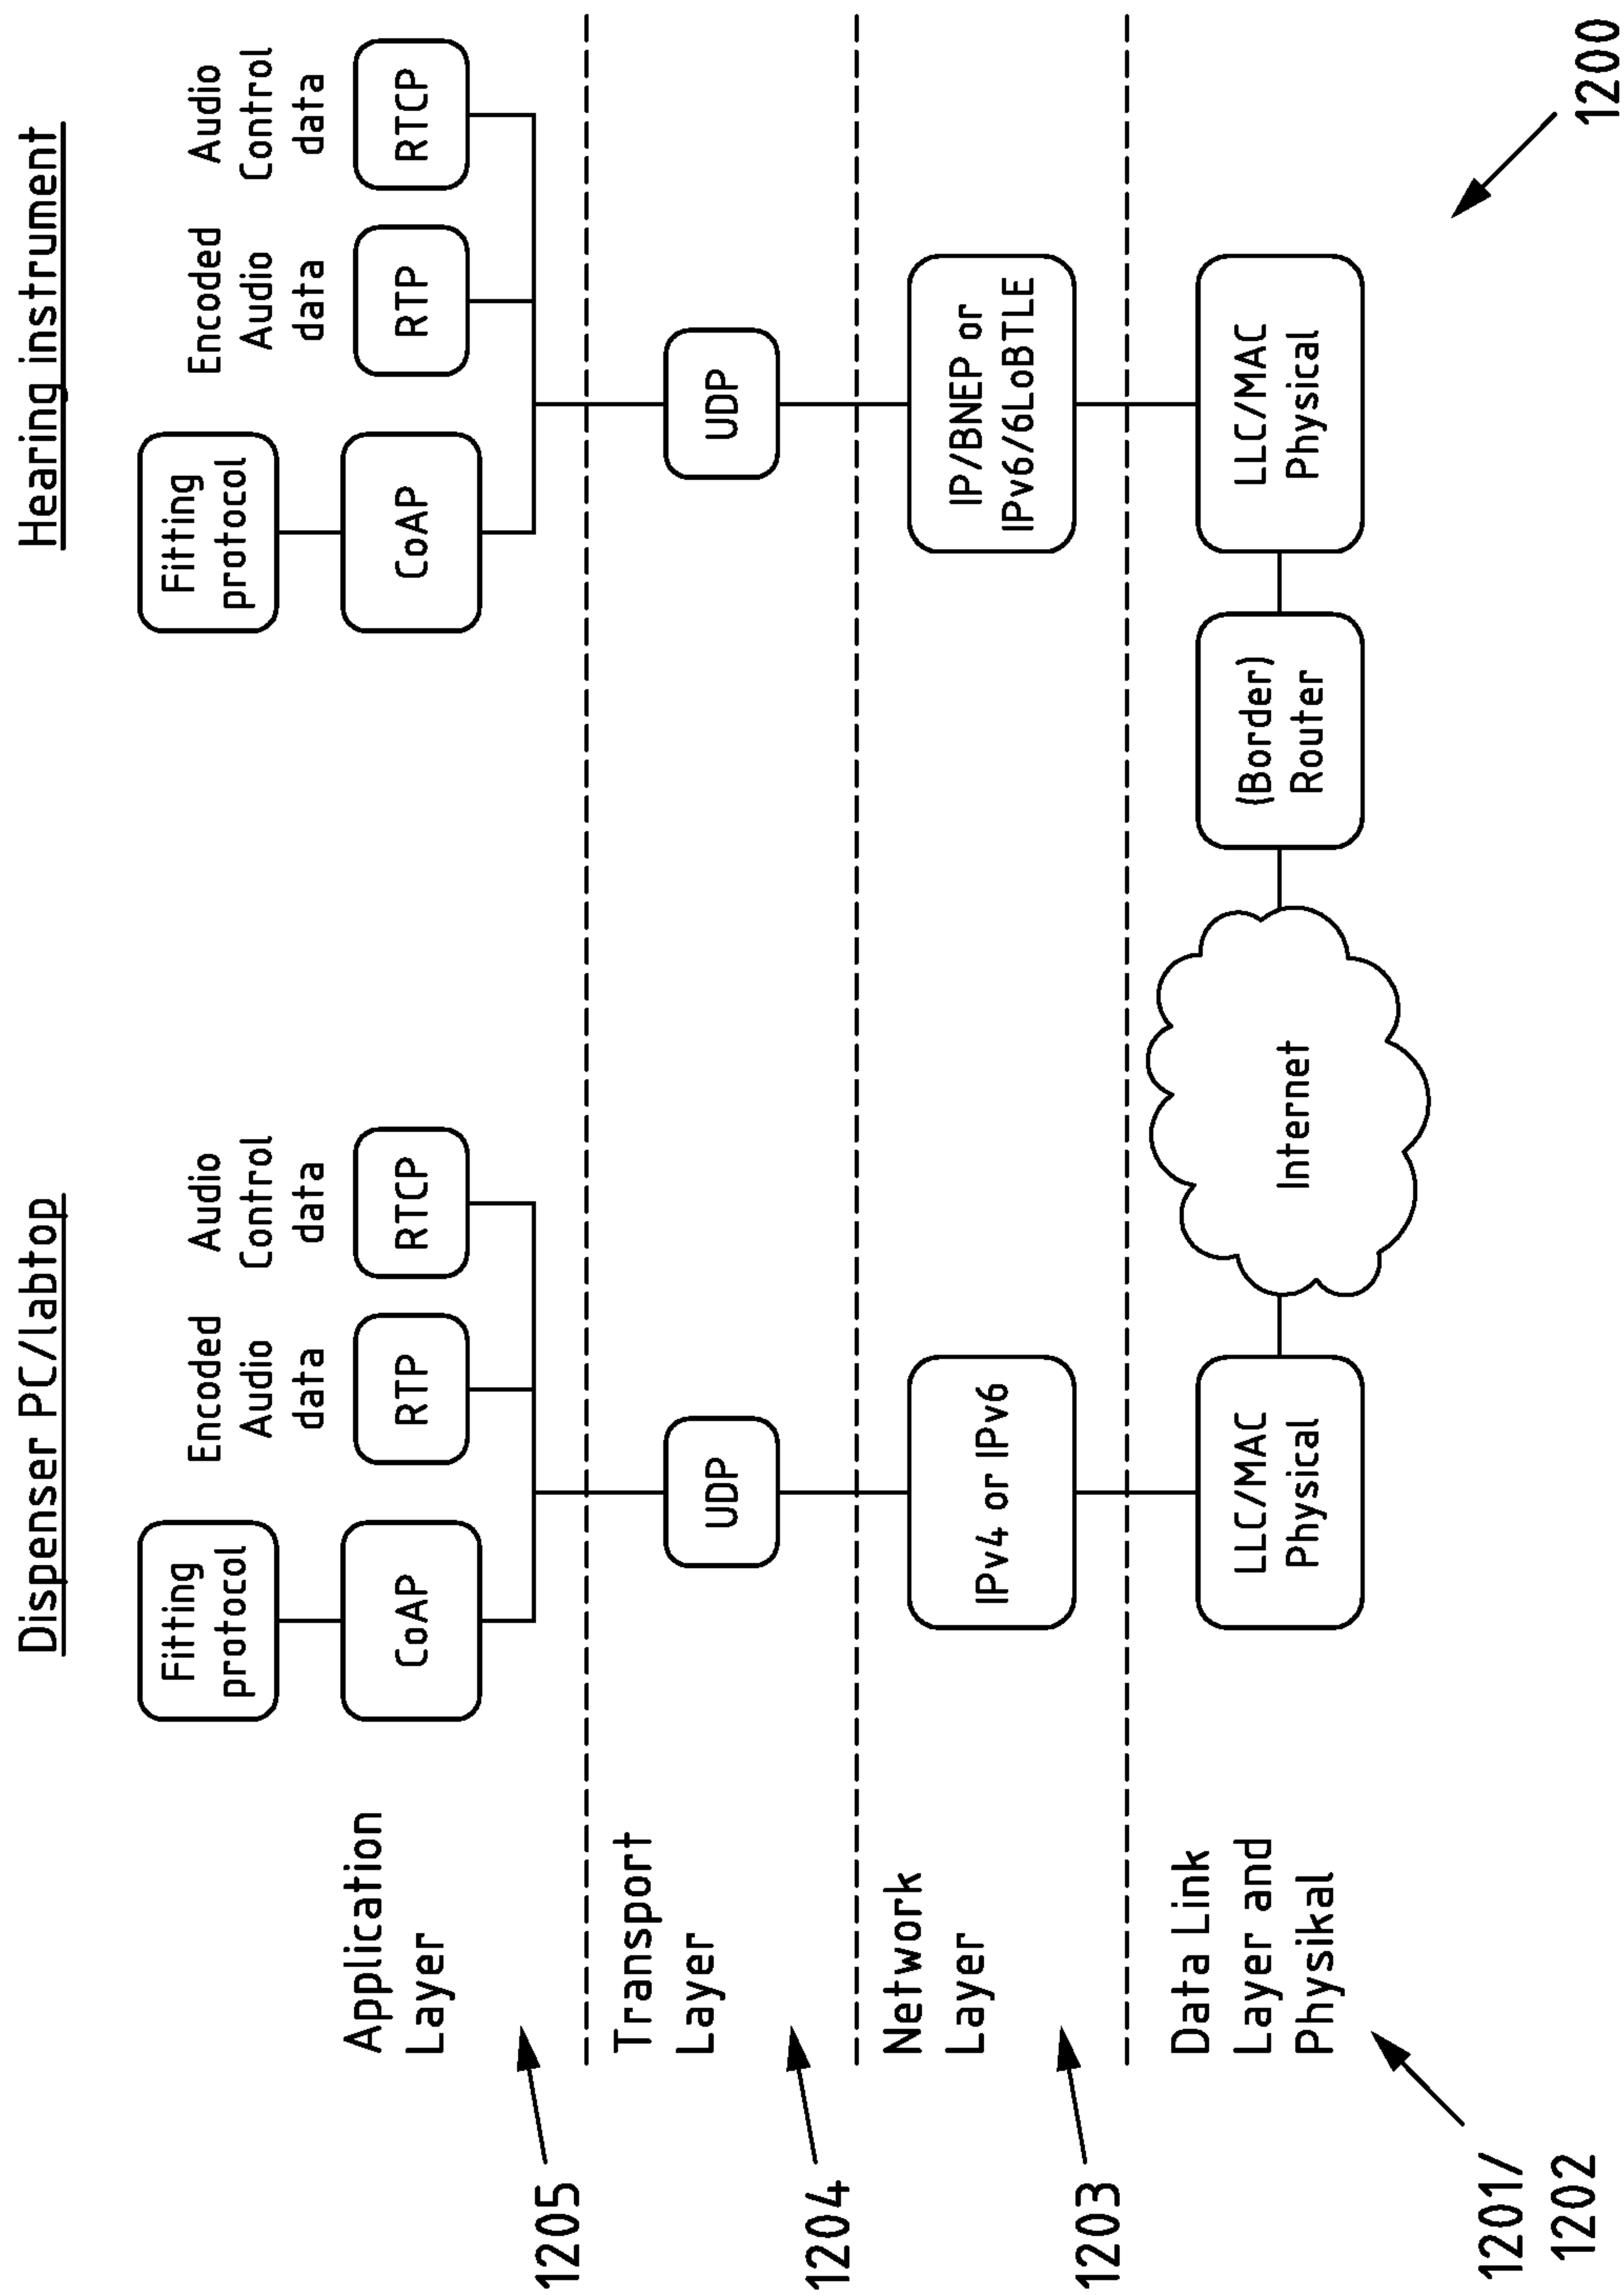 Dispenser PC/labtop
Hearing instrument
Application
Layer
1205
Fitting
protocol
CoAP
Encoded
Audio
data
RTP
Audio
Control
data
RTCP
Fitting
protocol
CoAP
Encoded
Audio
data
RTP
Audio
Control
data
RTCP
Transport
Layer
1204
UDP
UDP
Network
Layer
1203
IPv4 or IPv6
IP/BNEP or
IPv6/6LoBTLE
Data Link
Layer and
Physikal
1201/
1202
LLC/MAC
Physical
Internet
(Border)
Router
LLC/MAC
Physical
1200